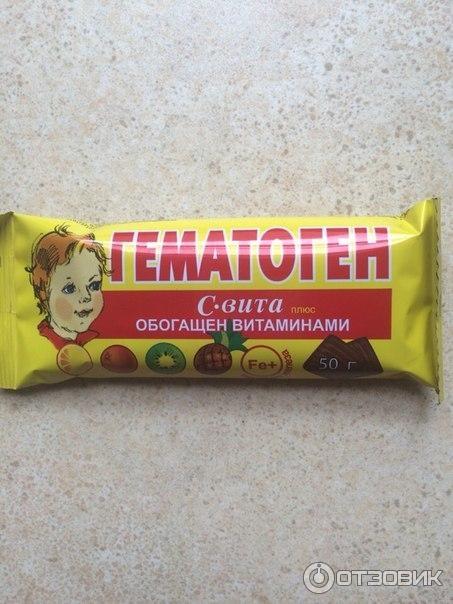 ГЕМАТОГЕН
С·вита плюс
ОБОГАЩЕН ВИТАМИНАМИ
Fe+
50 г
ОТЗОВИК